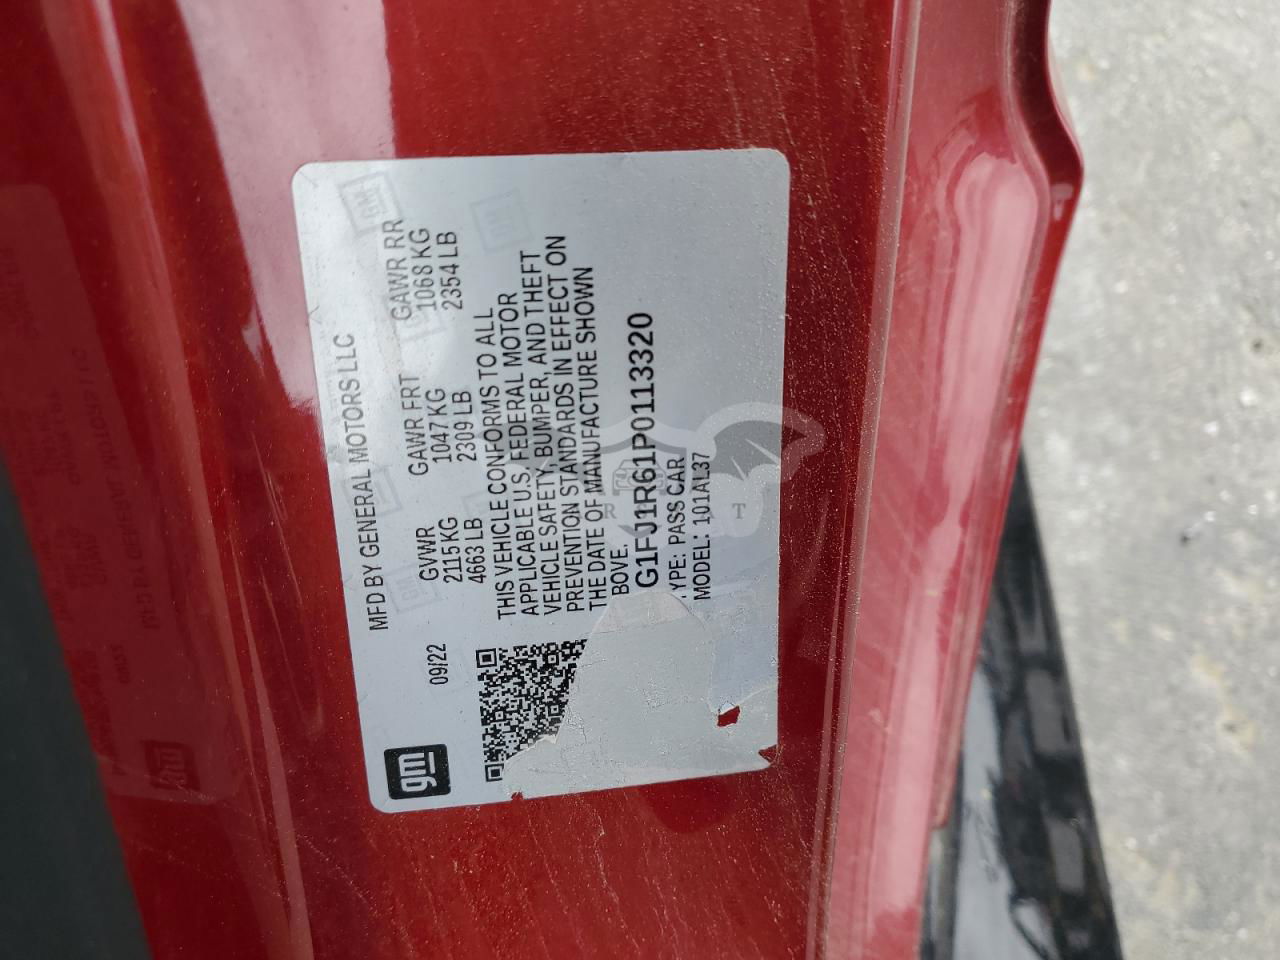 MFD BY GENERAL MOTORS LLC
09/22 GVWR GAWR FRT GAWR RR
2115 KG 1047 KG 1068 KG
4663 LB 2309 LB 2354 LB
THIS VEHICLE CONFORMS TO ALL
APPLICABLE U.S. FEDERAL MOTOR
VEHICLE SAFETY, BUMPER, AND THEFT
PREVENTION STANDARDS IN EFFECT ON
THE DATE OF MANUFACTURE SHOWN
BOVE.
G1FJ1R61P0113320
YPE: PASS CAR
MODEL: 101AL37
gm